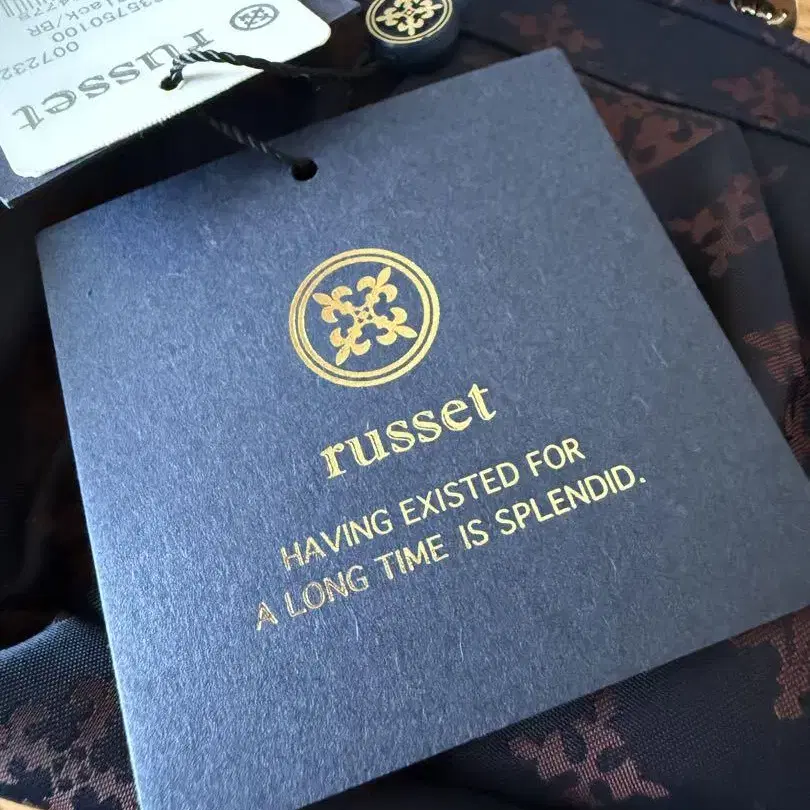 russet
HAVING EXISTED FOR
A LONG TIME IS SPLENDID.
russet